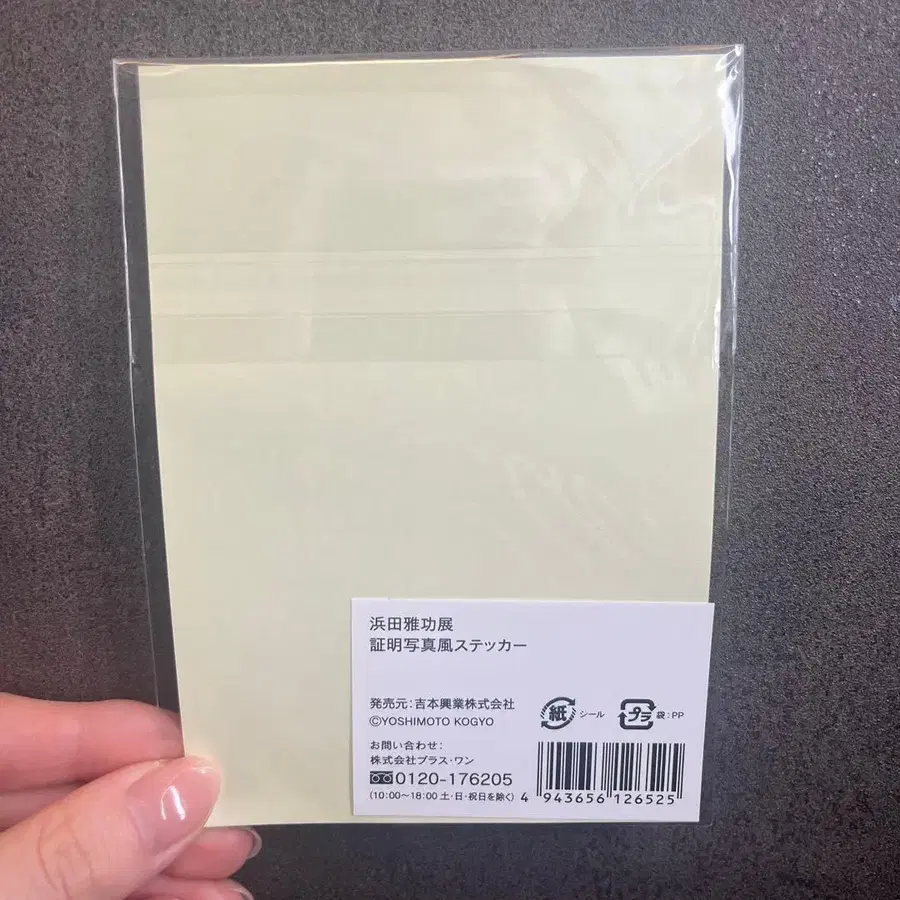 浜田雅功展
証明写真風ステッカー
発売元:吉本興業株式会社
©YOSHIMOTO KOGYO
紙 シール
プラ 袋:PP
お問い合わせ:
株式会社プラス・ワン
0120-176205
(10:00〜18:00 土・日・祝日を除く)
4 943656 126525